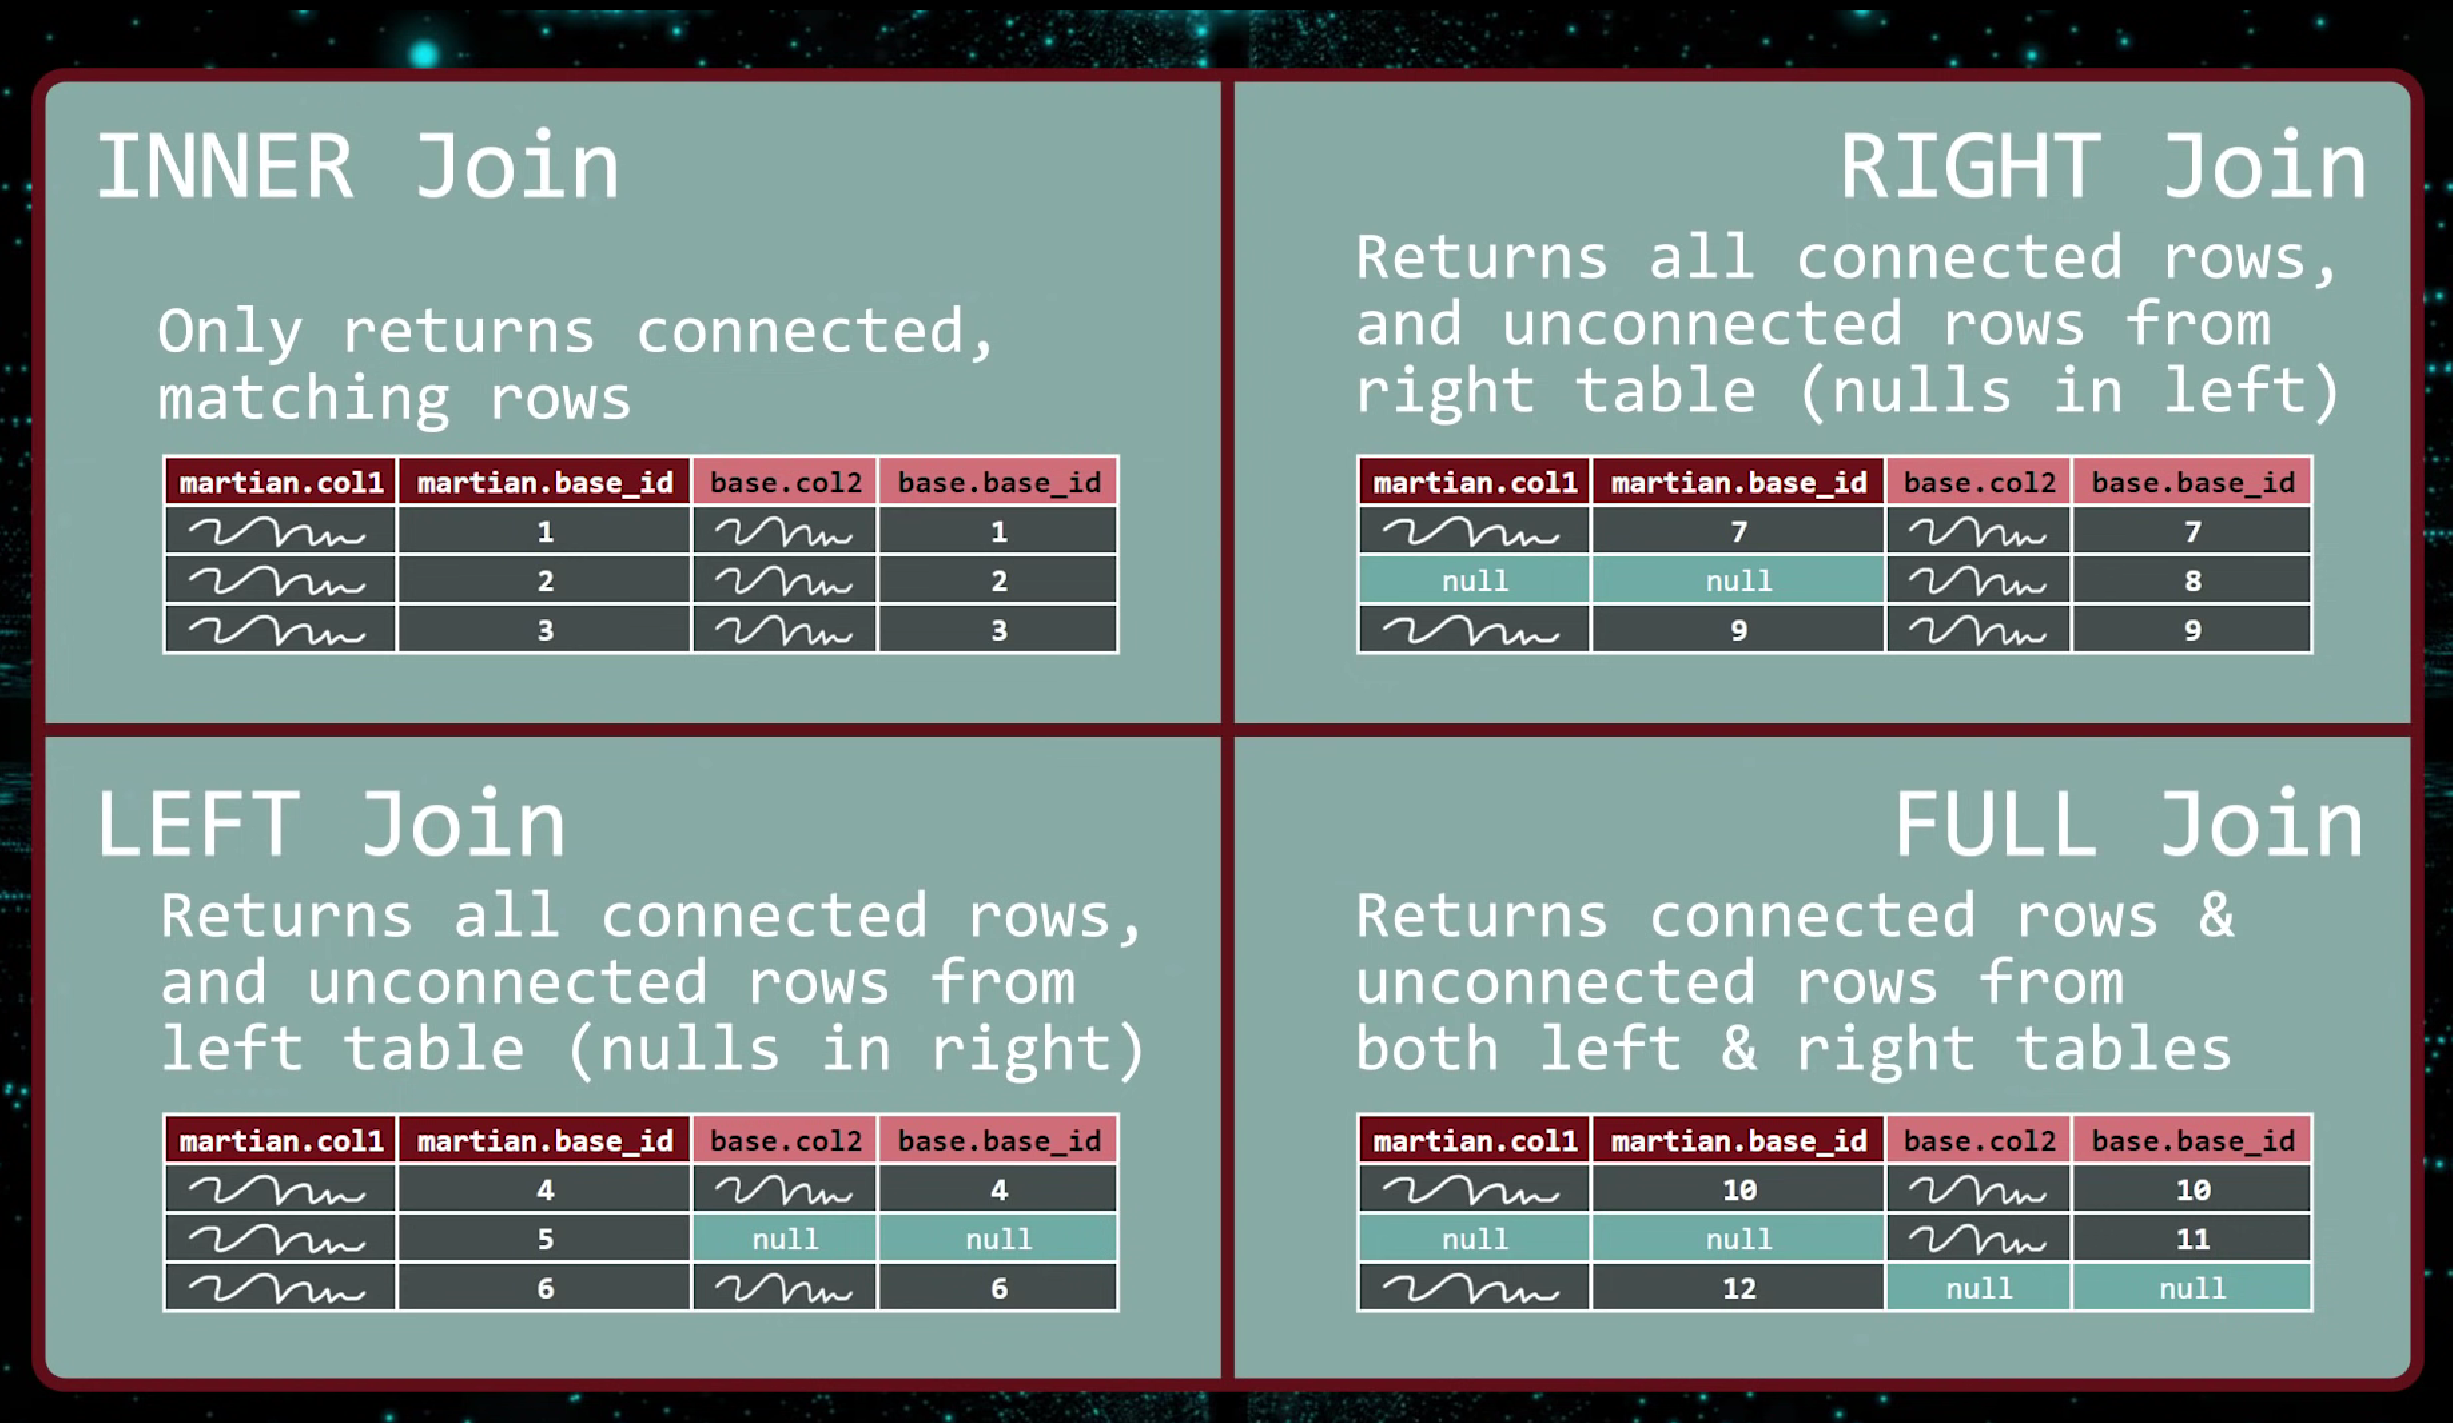 INNER Join
Only returns connected,
matching rows
martian.col1 martian.base_id base.col2 base.base_id
1 1
2 2
3 3
RIGHT Join
Returns all connected rows,
and unconnected rows from
right table (nulls in left)
martian.col1 martian.base_id base.col2 base.base_id
7 7
null null 8
9 9
LEFT Join
Returns all connected rows,
and unconnected rows from
left table (nulls in right)
martian.col1 martian.base_id base.col2 base.base_id
4 4
5 null null
6 6
FULL Join
Returns connected rows &
unconnected rows from
both left & right tables
martian.col1 martian.base_id base.col2 base.base_id
10 10
null null 11
12 null null